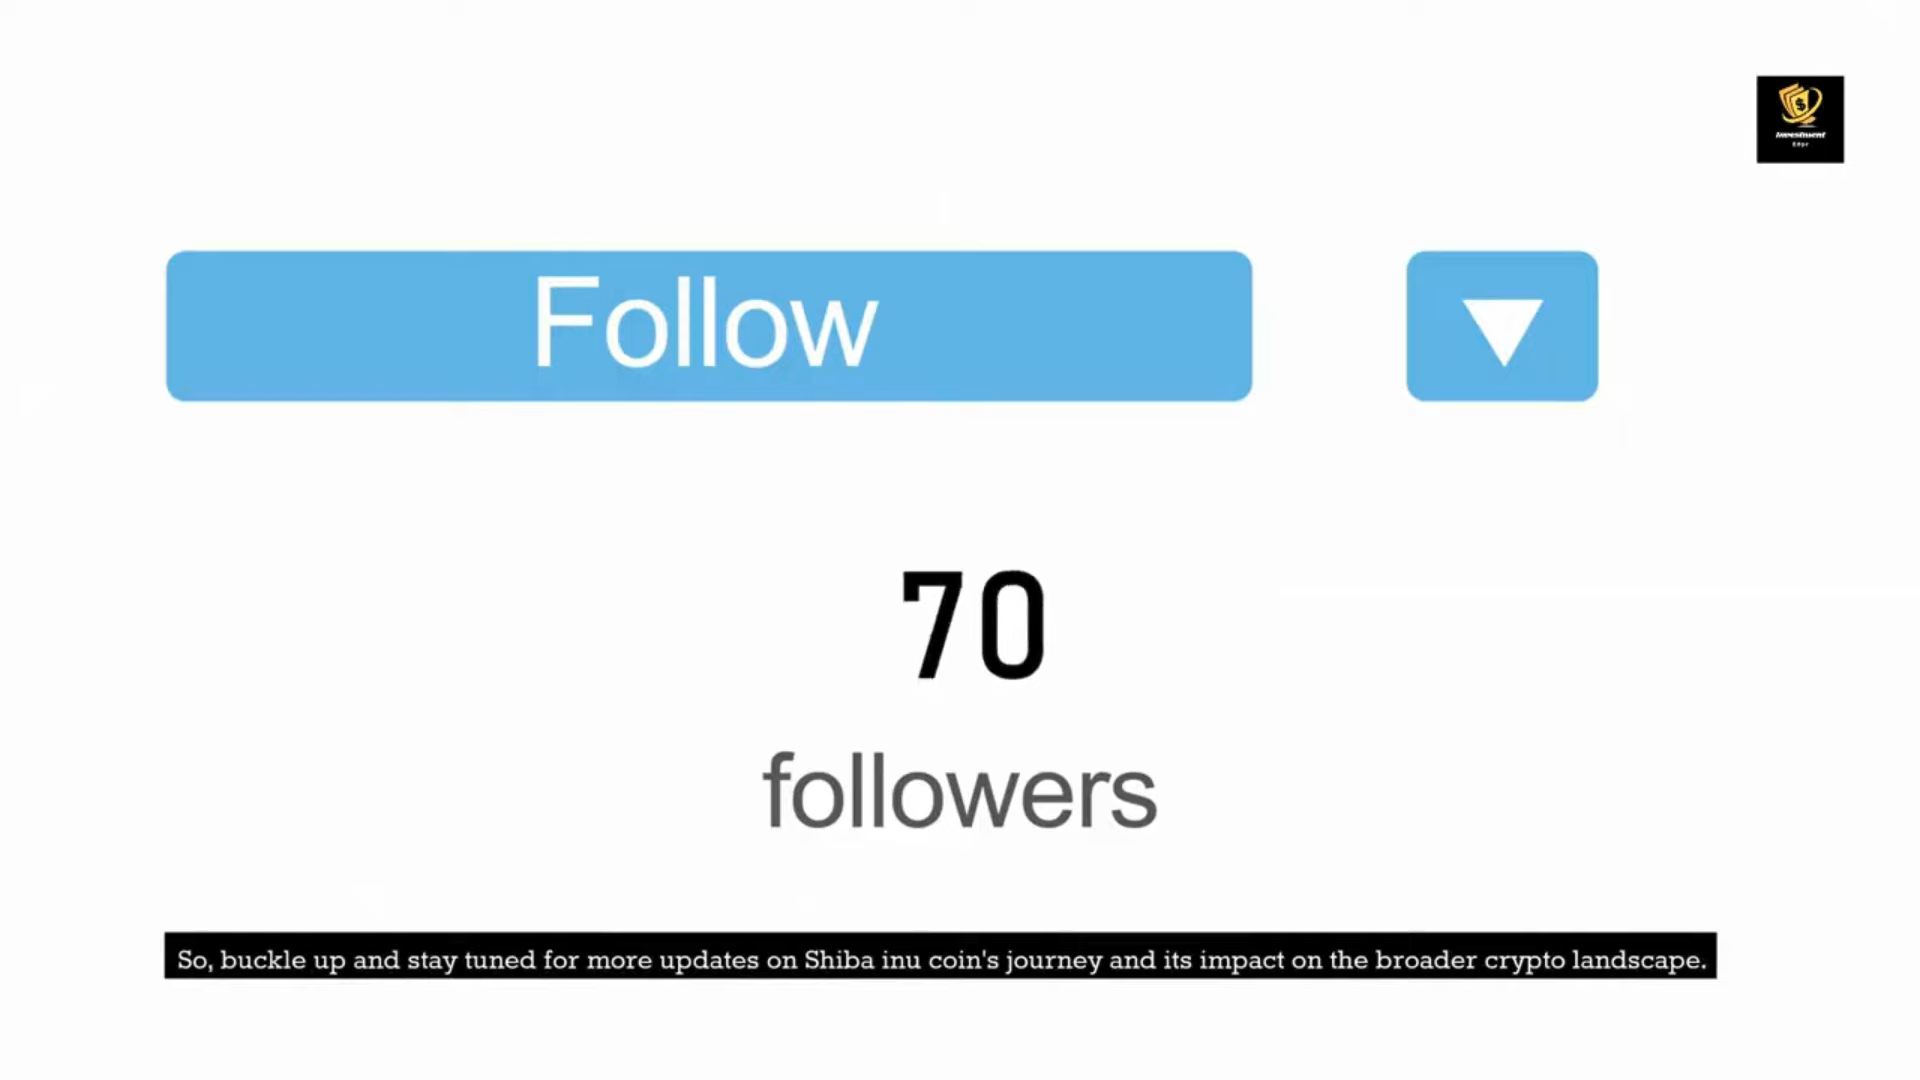 Investment
Follow
70
followers
So, buckle up and stay tuned for more updates on Shiba inu coin's journey and its impact on the broader crypto landscape.